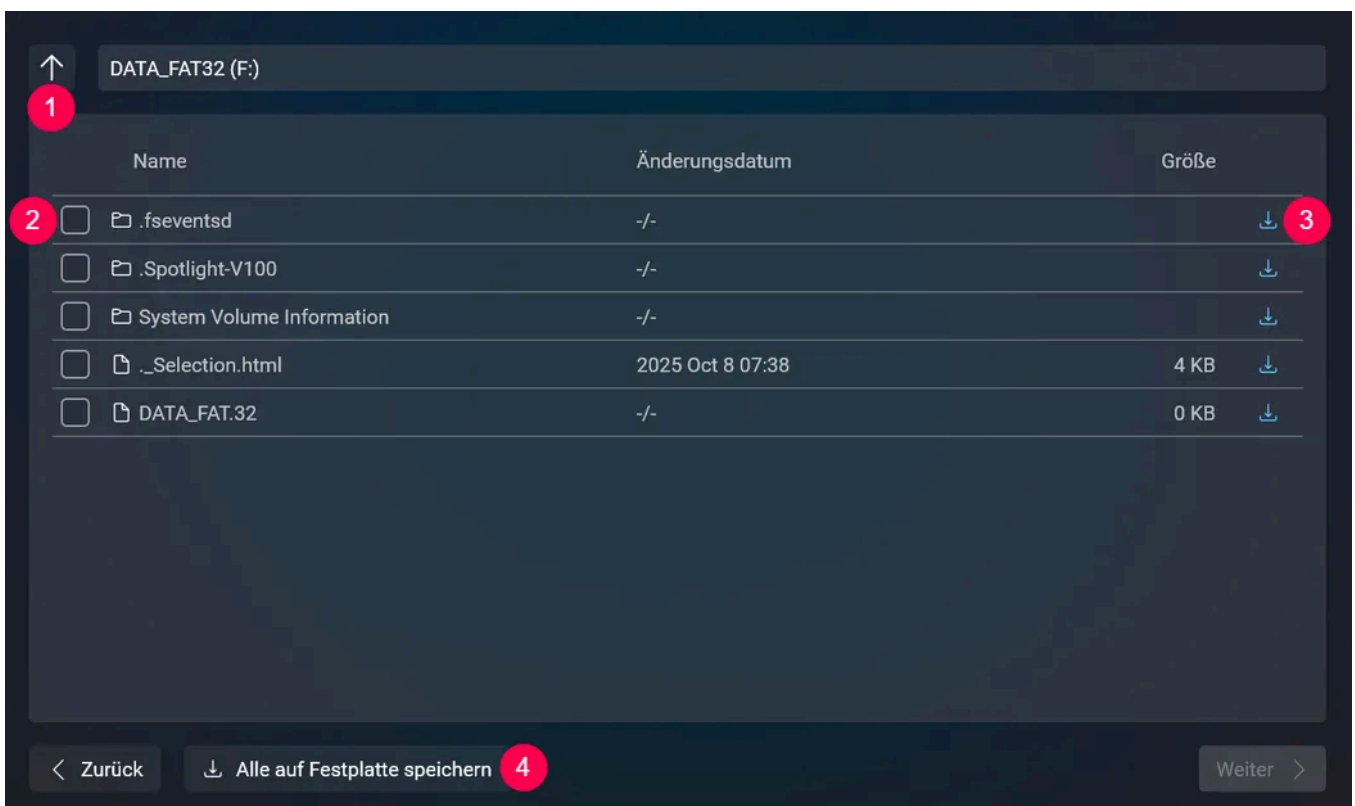 DATA_FAT32 (F:)
1
Name Änderungsdatum Größe
2 .fseventsd -/- 3
.Spotlight-V100 -/-
System Volume Information -/-
._Selection.html 2025 Oct 8 07:38 4 KB
DATA_FAT.32 -/- 0 KB
Zurück Alle auf Festplatte speichern 4 Weiter